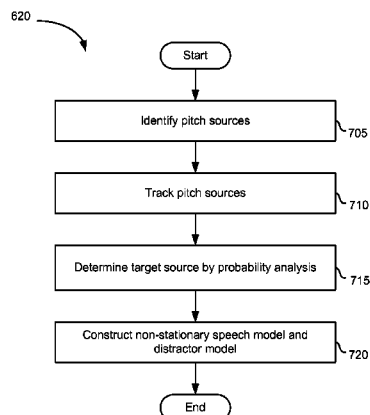 620
Start
Identify pitch sources
705
Track pitch sources
710
Determine target source by probability analysis
715
Construct non-stationary speech model and
distractor model
720
End